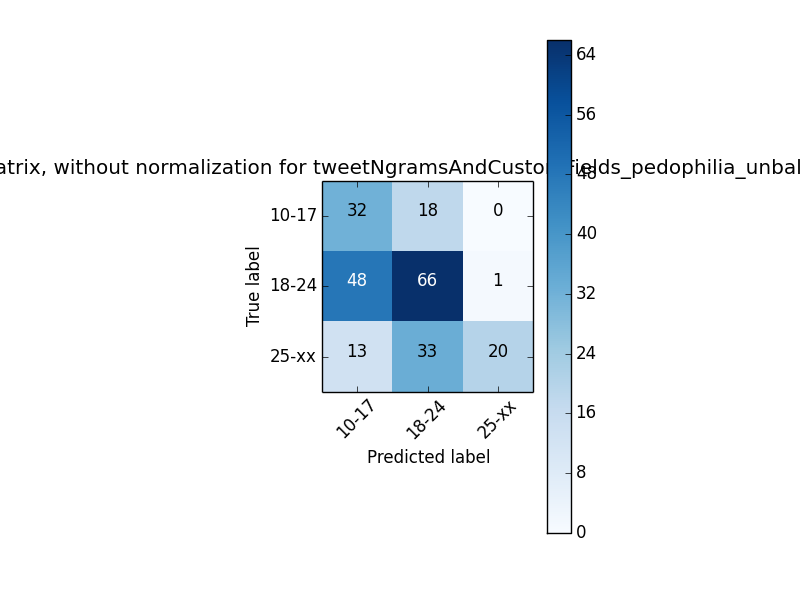 atrix, without normalization for tweetNgramsAndCustomFields_pedophilia_unbal
10-17 32 18 0
18-24 48 66 1
25-xx 13 33 20
10-17 18-24 25-xx
True label
Predicted label
64
56
48
40
32
24
16
8
0